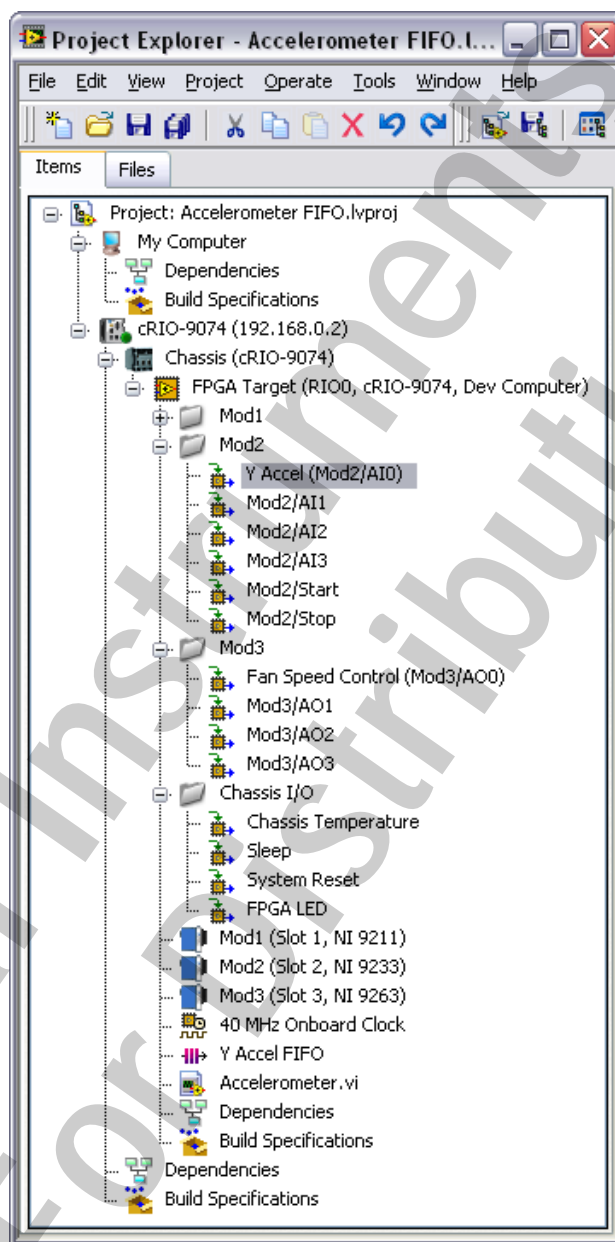 Project Explorer - Accelerometer FIFO.l...
File Edit View Project Operate Tools Window Help
Items Files
Project: Accelerometer FIFO.lvproj
My Computer
Dependencies
Build Specifications
cRIO-9074 (192.168.0.2)
Chassis (cRIO-9074)
FPGA Target (RIO0, cRIO-9074, Dev Computer)
Mod1
Mod2
Y Accel (Mod2/AI0)
Mod2/AI1
Mod2/AI2
Mod2/AI3
Mod2/Start
Mod2/Stop
Mod3
Fan Speed Control (Mod3/AO0)
Mod3/AO1
Mod3/AO2
Mod3/AO3
Chassis I/O
Chassis Temperature
Sleep
System Reset
FPGA LED
Mod1 (Slot 1, NI 9211)
Mod2 (Slot 2, NI 9233)
Mod3 (Slot 3, NI 9263)
40 MHz Onboard Clock
Y Accel FIFO
Accelerometer.vi
Dependencies
Build Specifications
Dependencies
Build Specifications
Instruments
For Distributi